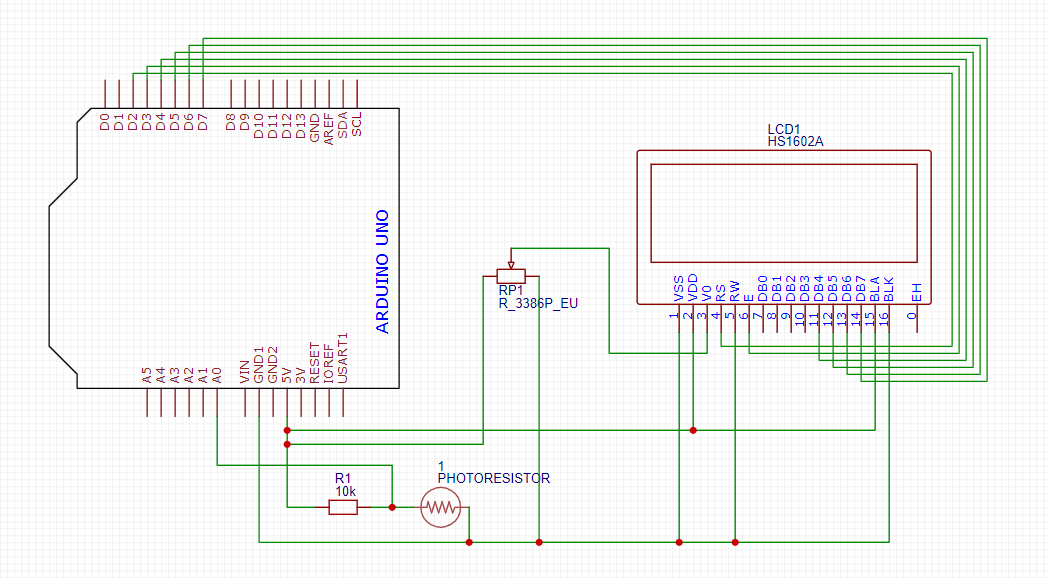 D0
D1
D2
D3
D4
D5
D6
D7
D8
D9
D10
D11
D12
D13
GND
AREF
SDA
SCL
ARDUINO UNO
A5
A4
A3
A2
A1
A0
VIN
GND1
GND2
5V
3V
RESET
IOREF
USART1
LCD1
HS1602A
VSS
VDD
V0
RS
RW
E
DB0
DB1
DB2
DB3
DB4
DB5
DB6
DB7
BLA
BLK
EH
1
2
3
4
5
6
7
8
9
10
11
12
13
14
15
16
0
RP1
R_3386P_EU
R1
10k
1
PHOTORESISTOR